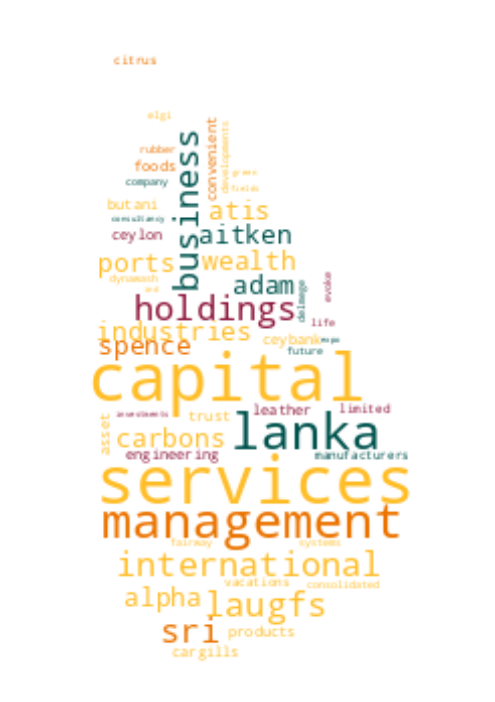 citrus
elgi
convenient
developments
business
rubber
foods
green
company
fields
butani
atis
consultancy
ceylon
aitken
ports
wealth
dynawash
adam
delmege
evoke
holdings
life
industries
ceybank
spence
future
capital
asset
investments
trust
leather
limited
lanka
carbons
engineering
manufacturers
services
management
fairway
systems
international
vacations
consolidated
alpha
laugfs
sri
products
cargills